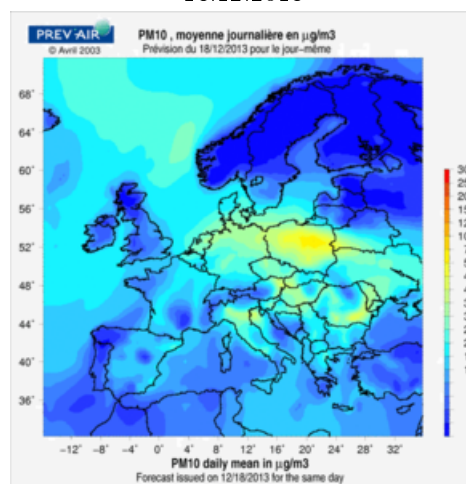 PREV'AIR
© Avril 2003
PM10 , moyenne journalière en µg/m3
Prévision du 18/12/2013 pour le jour-même
68°
64°
60°
56°
52°
48°
44°
40°
36°
−12° −8° −4° 0° 4° 8° 12° 16° 20° 24° 28° 32°
PM10 daily mean in µg/m3
Forecast issued on 12/18/2013 for the same day